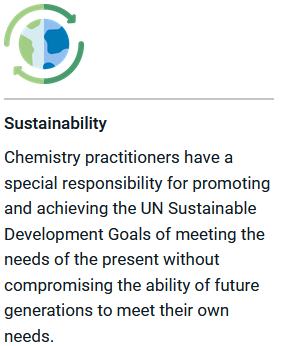 Sustainability
Chemistry practitioners have a
special responsibility for promoting
and achieving the UN Sustainable
Development Goals of meeting the
needs of the present without
compromising the ability of future
generations to meet their own
needs.